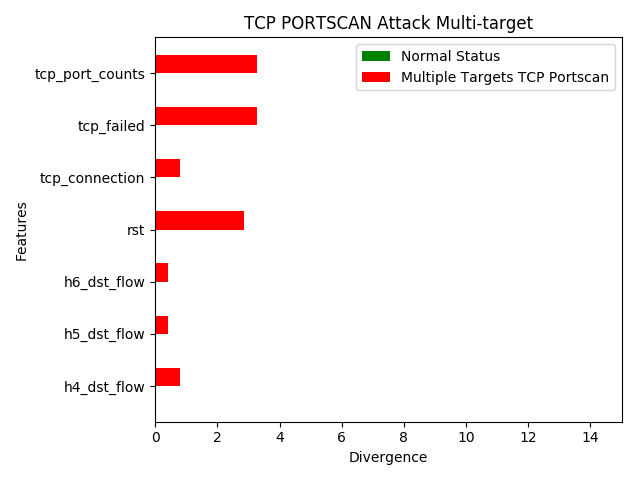 TCP PORTSCAN Attack Multi-target
Normal Status
Multiple Targets TCP Portscan
Features
tcp_port_counts
tcp_failed
tcp_connection
rst
h6_dst_flow
h5_dst_flow
h4_dst_flow
0 2 4 6 8 10 12 14
Divergence